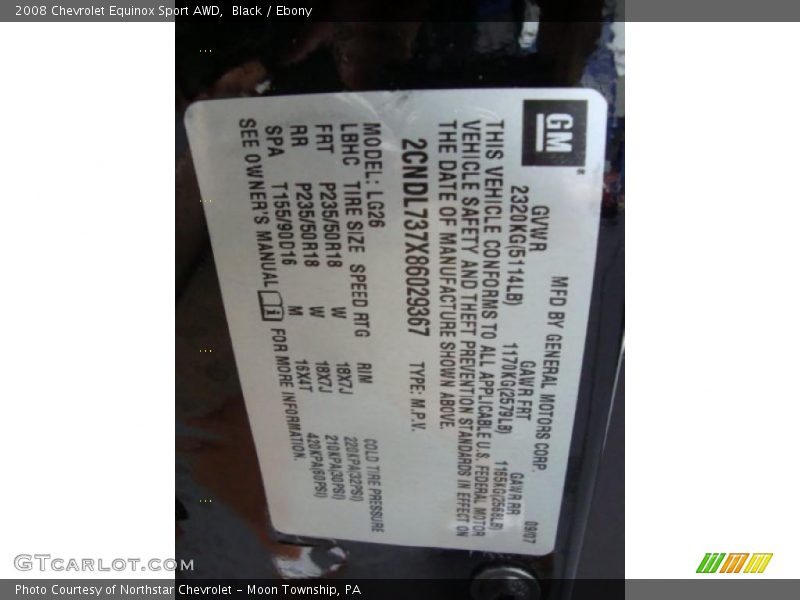 2008 Chevrolet Equinox Sport AWD, Black / Ebony
GM
MFD BY GENERAL MOTORS CORP. 09/07
GVWR GAWR FRT GAWR RR
2320KG(5114LB) 1170KG(2579LB) 1165KG(2568LB)
THIS VEHICLE CONFORMS TO ALL APPLICABLE U.S. FEDERAL MOTOR
VEHICLE SAFETY AND THEFT PREVENTION STANDARDS IN EFFECT ON
THE DATE OF MANUFACTURE SHOWN ABOVE.
2CNDL737X86029367 TYPE: M.P.V.
MODEL: LG26
LBHC TIRE SIZE SPEED RTG RIM COLD TIRE PRESSURE
FRT P235/50R18 W 18X7J 220KPA(32PSI)
RR P235/50R18 W 18X7J 210KPA(30PSI)
SPA T155/90D16 M 16X4T 420KPA(60PSI)
SEE OWNER'S MANUAL i FOR MORE INFORMATION.
GTcarlot.com
Photo Courtesy of Northstar Chevrolet - Moon Township, PA